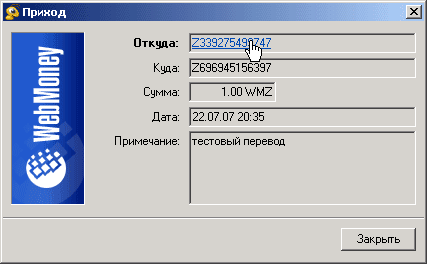 Приход
WebMoney
Откуда:
Куда: Z696945156397
Сумма: 1.00 WMZ
Дата: 22.07.07 20:35
Примечание: тестовый перевод
Закрыть